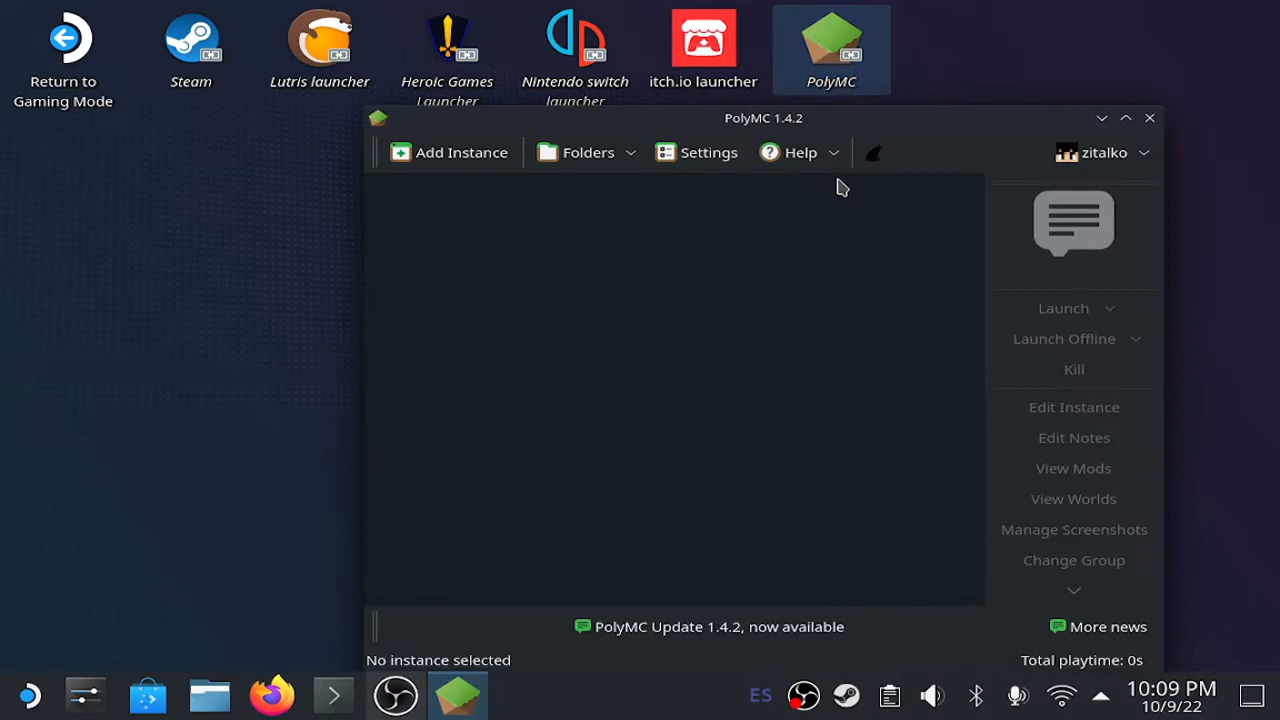 Return to
Gaming Mode
Steam
Lutris launcher
Heroic Games
Launcher
Nintendo switch
launcher
itch.io launcher
PolyMC
PolyMC 1.4.2
Add Instance
Folders
Settings
Help
zitalko
Launch
Launch Offline
Kill
Edit Instance
Edit Notes
View Mods
View Worlds
Manage Screenshots
Change Group
PolyMC Update 1.4.2, now available
More news
No instance selected
Total playtime: 0s
ES
10:09 PM
10/9/22